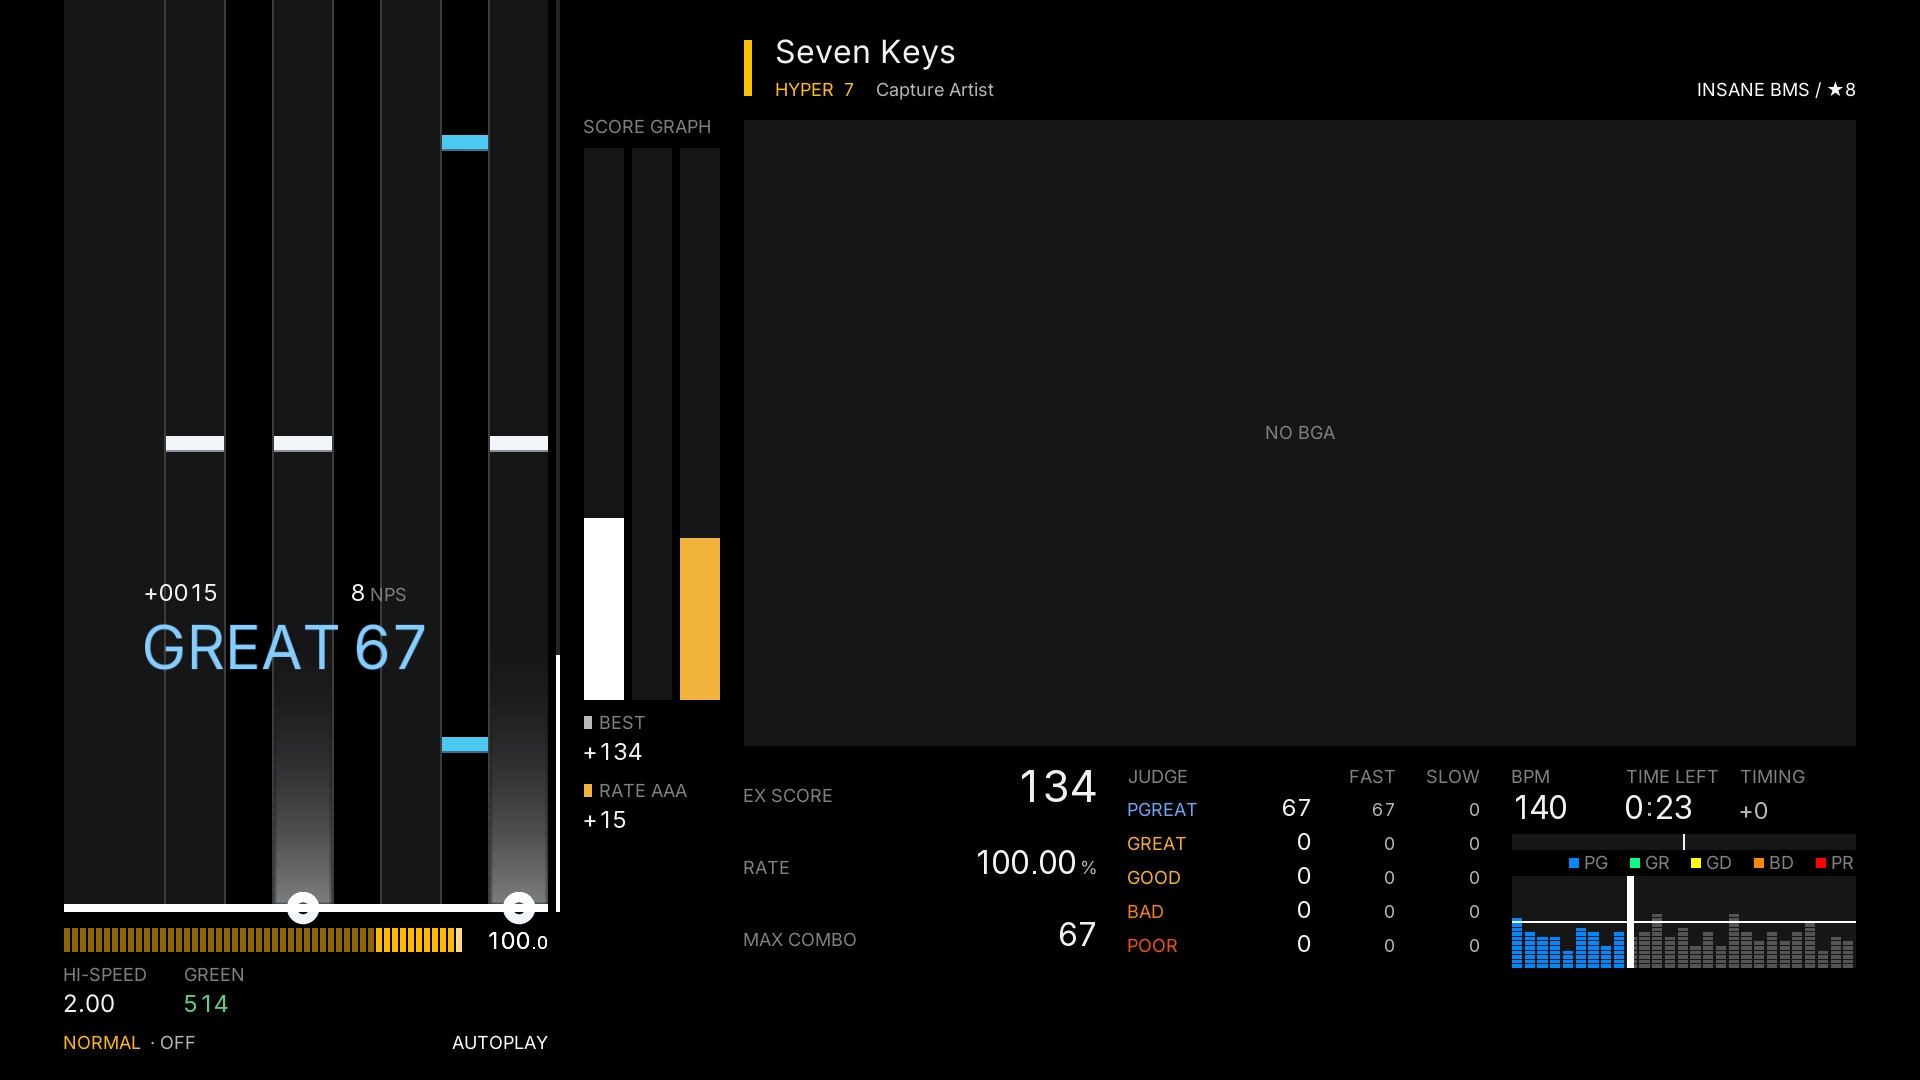 Seven Keys
HYPER 7 Capture Artist
INSANE BMS / ★8
SCORE GRAPH
NO BGA
+0015 8 NPS
GREAT 67
BEST
+134
RATE AAA
+15
EX SCORE 134
RATE 100.00 %
MAX COMBO 67
JUDGE FAST SLOW
PGREAT 67 67 0
GREAT 0 0 0
GOOD 0 0 0
BAD 0 0 0
POOR 0 0 0
BPM TIME LEFT TIMING
140 0:23 +0
PG GR GD BD PR
100.0
HI-SPEED GREEN
2.00 514
NORMAL · OFF AUTOPLAY